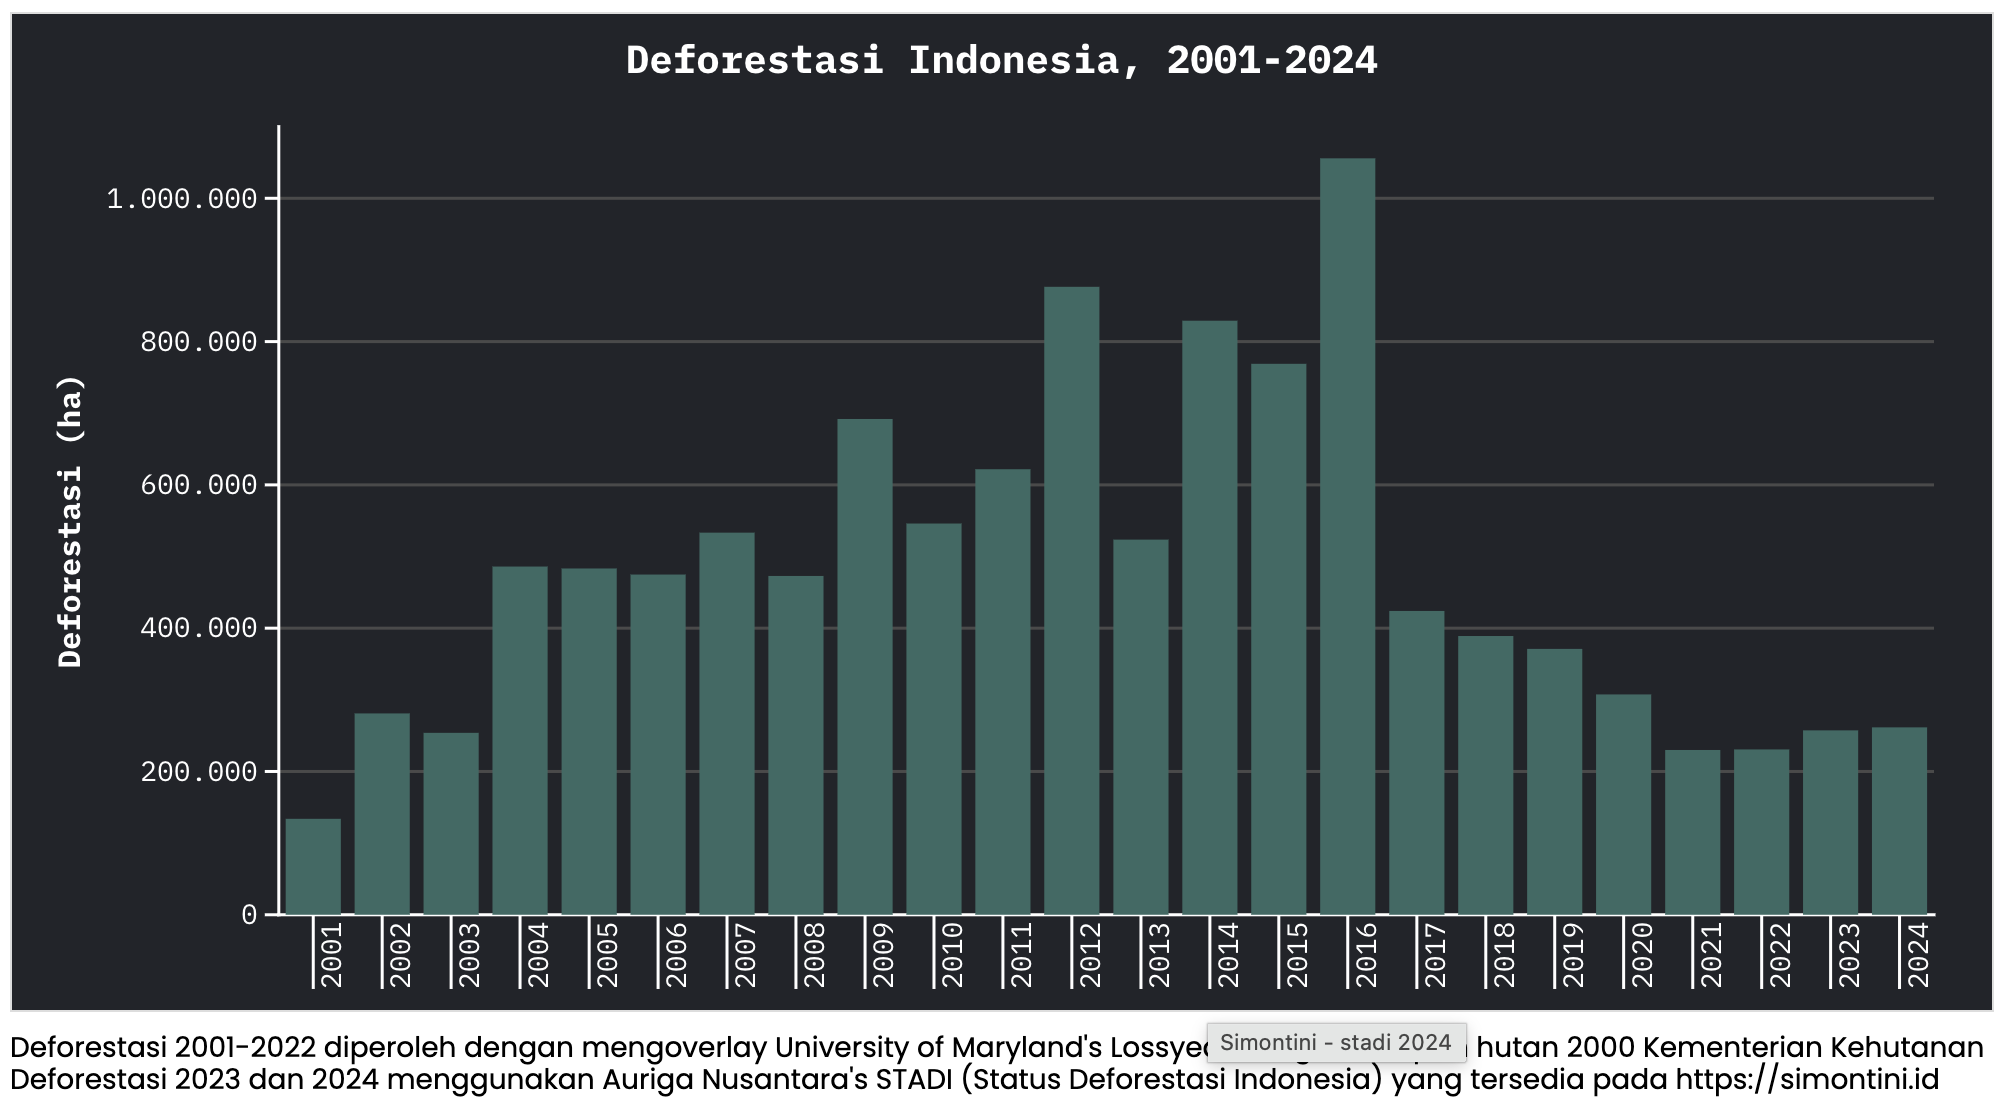 Deforestasi Indonesia, 2001-2024
Deforestasi (ha)
1.000.000
800.000
600.000
400.000
200.000
0
2001 2002 2003 2004 2005 2006 2007 2008 2009 2010 2011 2012 2013 2014 2015 2016 2017 2018 2019 2020 2021 2022 2023 2024
Deforestasi 2001-2022 diperoleh dengan mengoverlay University of Maryland's hutan 2000 Kementerian Kehutanan
Simontini - stadi 2024
Deforestasi 2023 dan 2024 menggunakan Auriga Nusantara's STADI (Status Deforestasi Indonesia) yang tersedia pada https://simontini.id